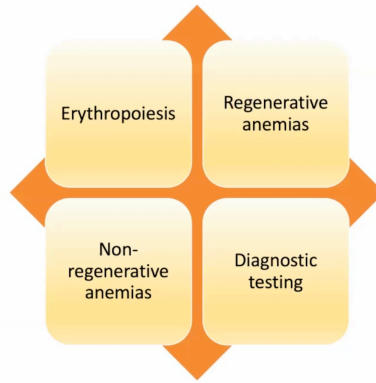 Erythropoiesis
Regenerative
anemias
Non-
regenerative
anemias
Diagnostic
testing